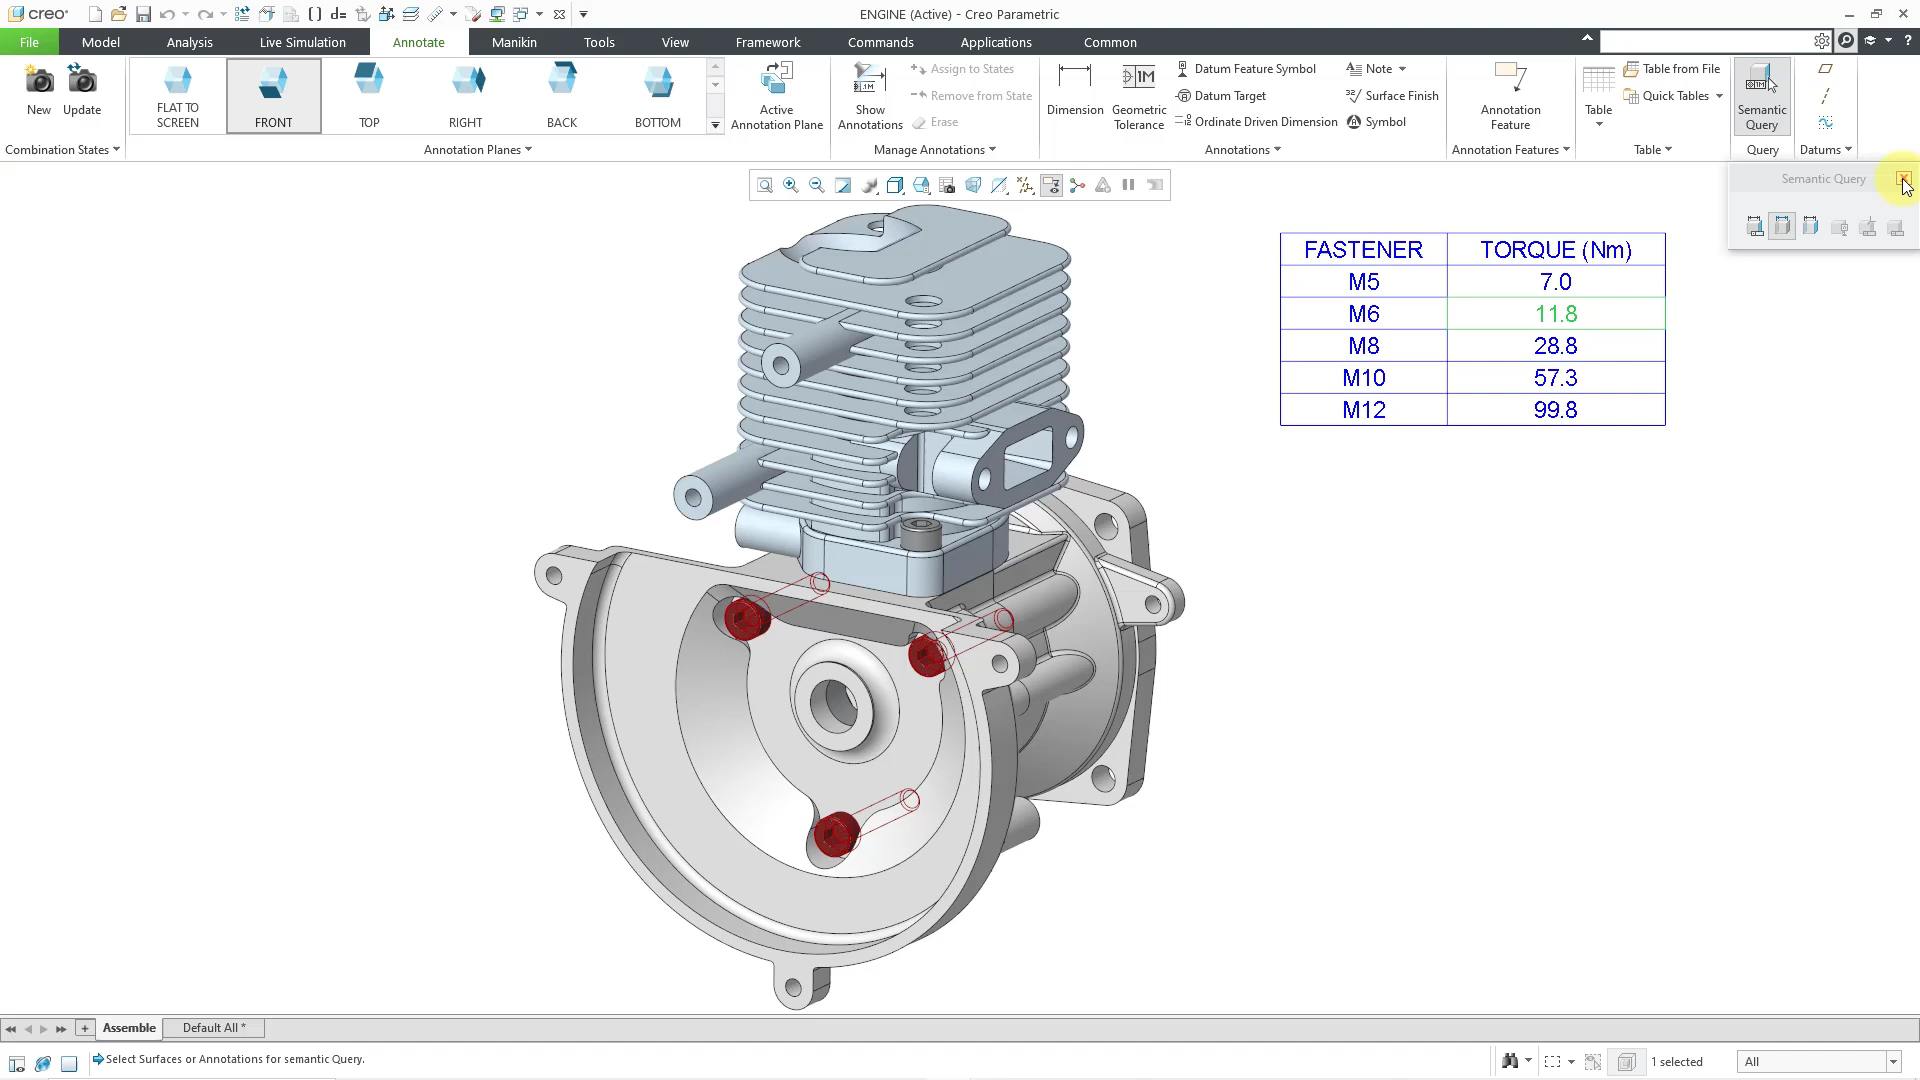 creo
ENGINE (Active) - Creo Parametric
File Model Analysis Live Simulation Annotate Manikin Tools View Framework Commands Applications Common
New
Update
Combination States
FLAT TO SCREEN
FRONT
TOP
RIGHT
BACK
BOTTOM
Annotation Planes
Active Annotation Plane
Show Annotations
Assign to States
Remove from State
Erase
Manage Annotations
Dimension
Geometric Tolerance
Datum Feature Symbol
Datum Target
Ordinate Driven Dimension
Note
Surface Finish
Symbol
Annotations
Annotation Feature
Annotation Features
Table
Table from File
Quick Tables
Table
Semantic Query
Query
Datums
Semantic Query
FASTENER TORQUE (Nm)
M5 7.0
M6 11.8
M8 28.8
M10 57.3
M12 99.8
Assemble Default All *
Select Surfaces or Annotations for semantic Query.
1 selected
All